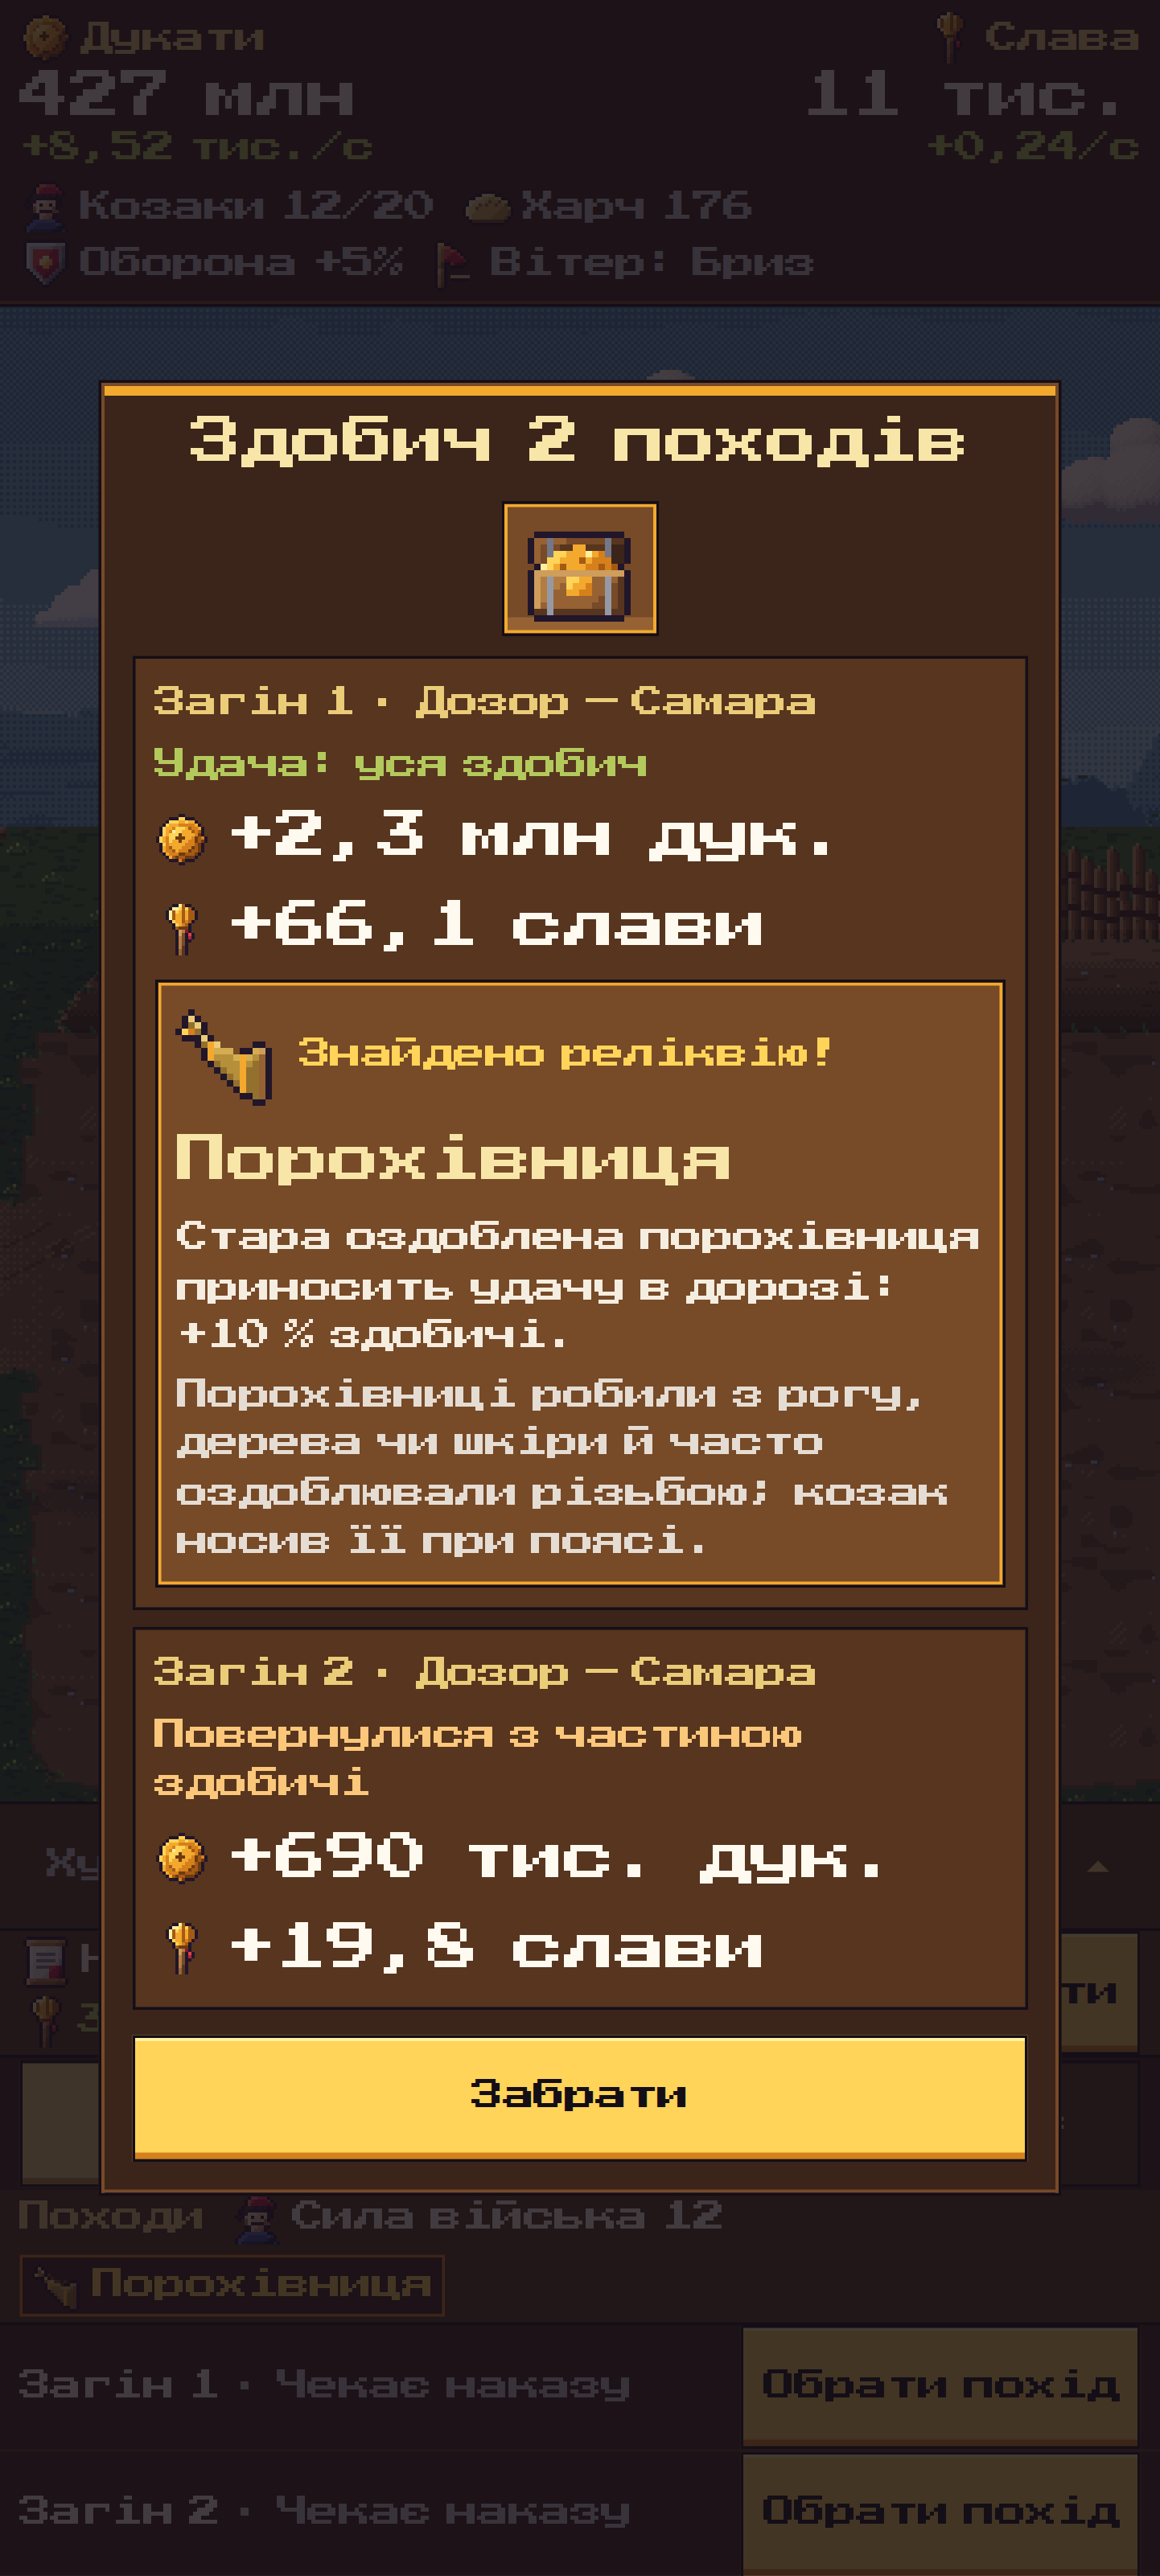 Дукати
Слава
427 млн
11 тис.
+8,52 тис./с
+0,24/с
Козаки 12/20 Харч 176
Оборона +5% Вітер: Бриз
Здобич 2 походів
Загін 1 · Дозор — Самара
Удача: уся здобич
+2,3 млн дук.
+66,1 слави
Знайдено реліквію!
Порохівниця
Стара оздоблена порохівниця
приносить удачу в дорозі:
+10 % здобичі.
Порохівниці робили з рогу,
дерева чи шкіри й часто
оздоблювали різьбою; козак
носив її при поясі.
Загін 2 · Дозор — Самара
Повернулися з частиною
здобичі
+690 тис. дук.
+19,8 слави
Забрати
Походи Сила війська 12
Порохівниця
Загін 1 · Чекає наказу
Обрати похід
Загін 2 · Чекає наказу
Обрати похід